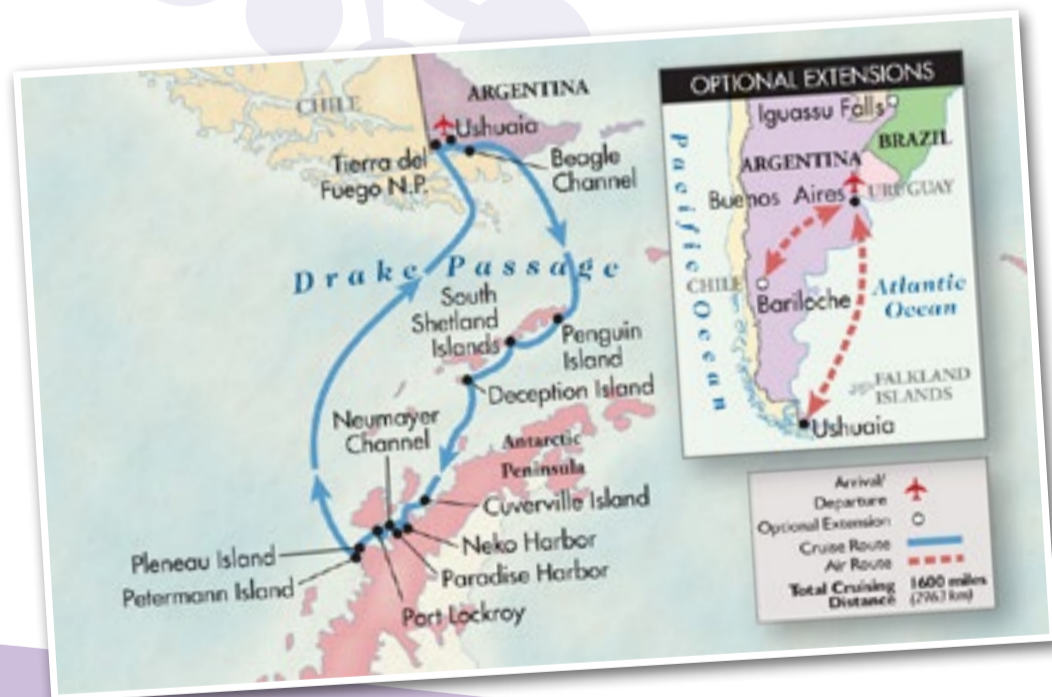 CHILE
ARGENTINA
Ushuaia
Tierra del
Fuego N.P.
Beagle
Channel
Drake Passage
South
Shetland
Islands
Penguin
Island
Deception Island
Neumayer
Channel
Antarctic
Peninsula
Cuverville Island
Neko Harbor
Paradise Harbor
Port Lockroy
Pleneau Island
Petermann Island
OPTIONAL EXTENSIONS
Iguassu Falls
BRAZIL
ARGENTINA
URUGUAY
Buenos Aires
Pacific Ocean
CHILE
Bariloche
Atlantic
Ocean
FALKLAND
ISLANDS
Ushuaia
Arrival/
Departure
Optional Extension
Cruise Route
Air Route
Total Cruising
Distance
1600 miles
(2963 km)